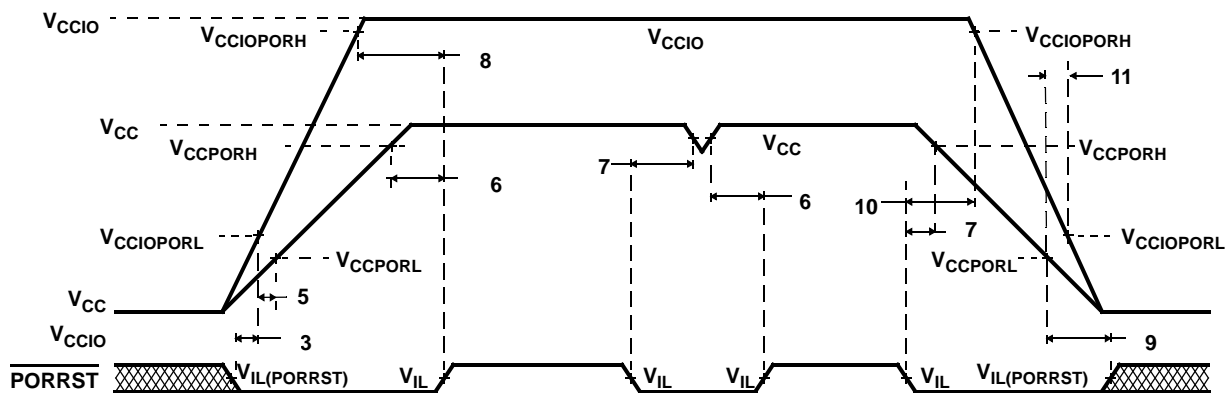 VCCIO
VCCIOPORH
8
VCCIO
VCCIOPORH
11
VCC
VCCPORH
6
7
VCC
6
10
7
VCCPORH
VCCIOPORL
VCCPORL
5
VCCPORL
VCCIOPORL
VCC
VCCIO
3
9
PORRST
VIL(PORRST)
VIL
VIL
VIL
VIL
VIL(PORRST)